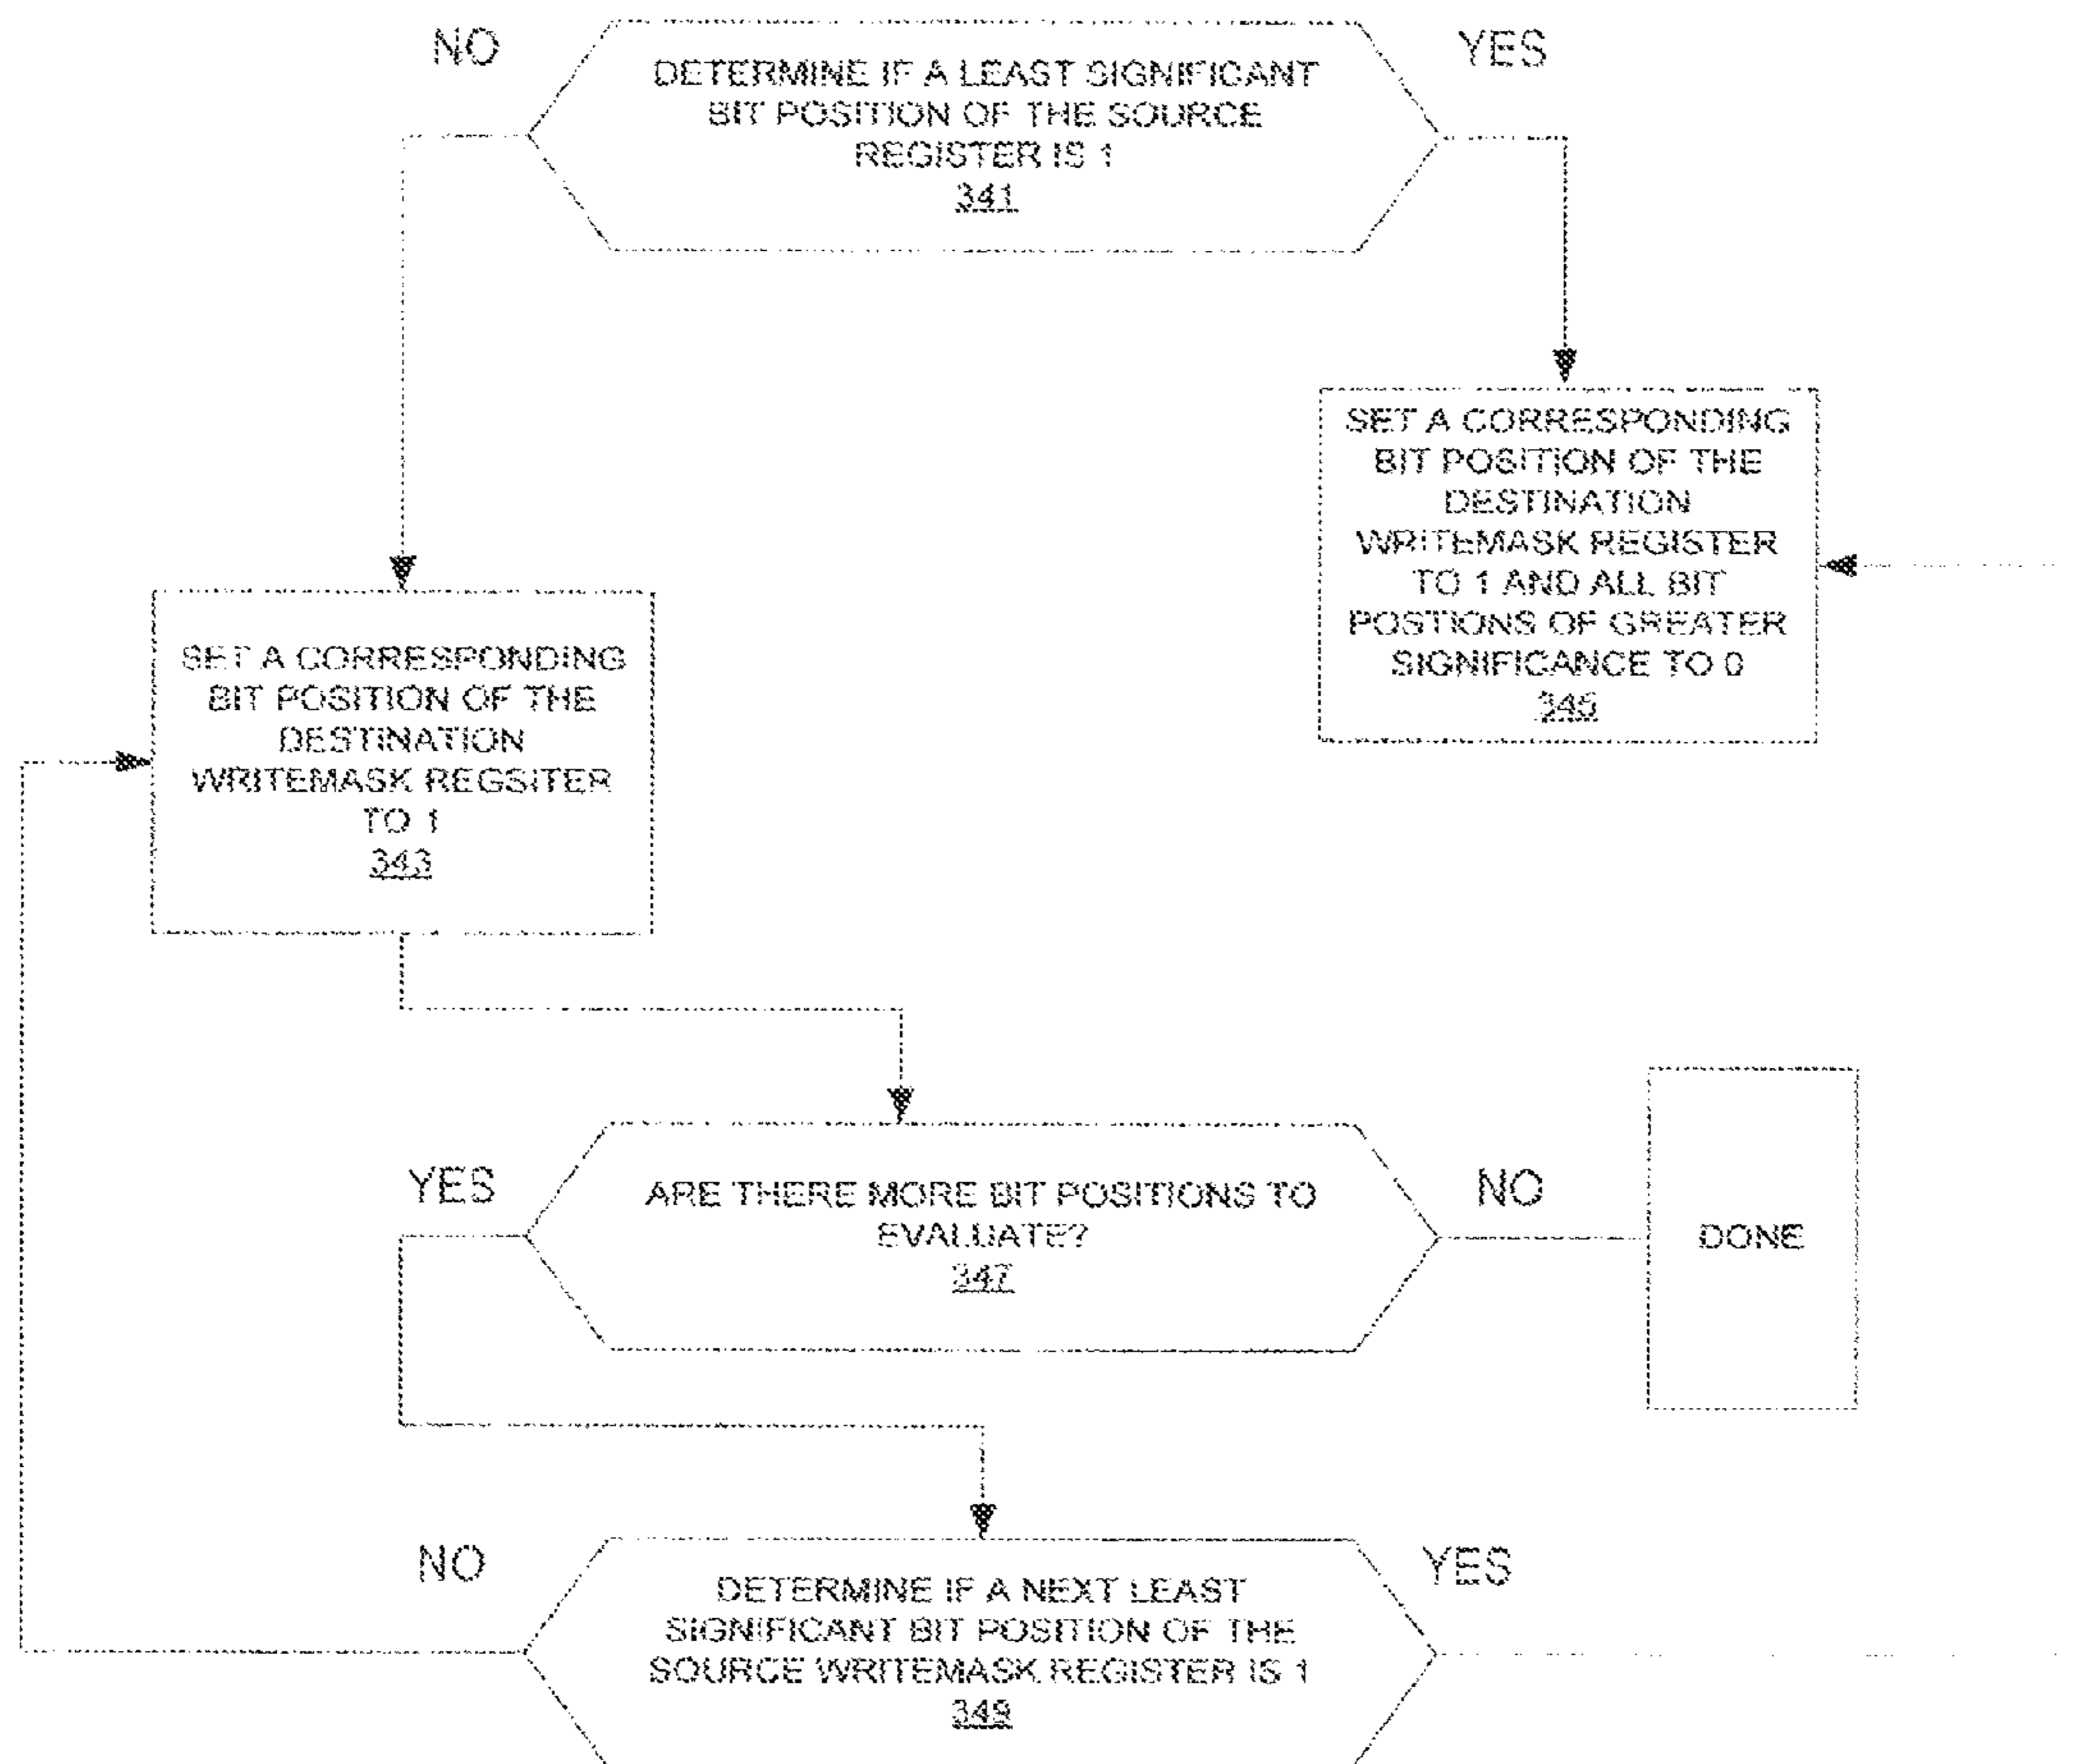 NO
YES
DETERMINE IF A LEAST SIGNIFICANT
BIT POSITION OF THE SOURCE
REGISTER IS 1
341
SET A CORRESPONDING
BIT POSITION OF THE
DESTINATION
WRITEMASK REGISTER
TO 1 AND ALL BIT
POSTIONS OF GREATER
SIGNIFICANCE TO 0
345
SET A CORRESPONDING
BIT POSITION OF THE
DESTINATION
WRITEMASK REGSITER
TO 1
343
YES
ARE THERE MORE BIT POSITIONS TO
EVALUATE?
347
NO
DONE
NO
DETERMINE IF A NEXT LEAST
SIGNIFICANT BIT POSITION OF THE
SOURCE WRITEMASK REGISTER IS 1
349
YES